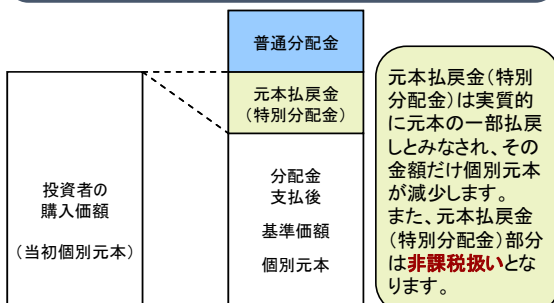 普通分配金
元本払戻金
（特別分配金）
投資者の
購入価額
（当初個別元本）
分配金
支払後
基準価額
個別元本
元本払戻金（特別
分配金）は実質的
に元本の一部払戻
しとみなされ、その
金額だけ個別元本
が減少します。
また、元本払戻金
（特別分配金）部分
は非課税扱いとな
ります。